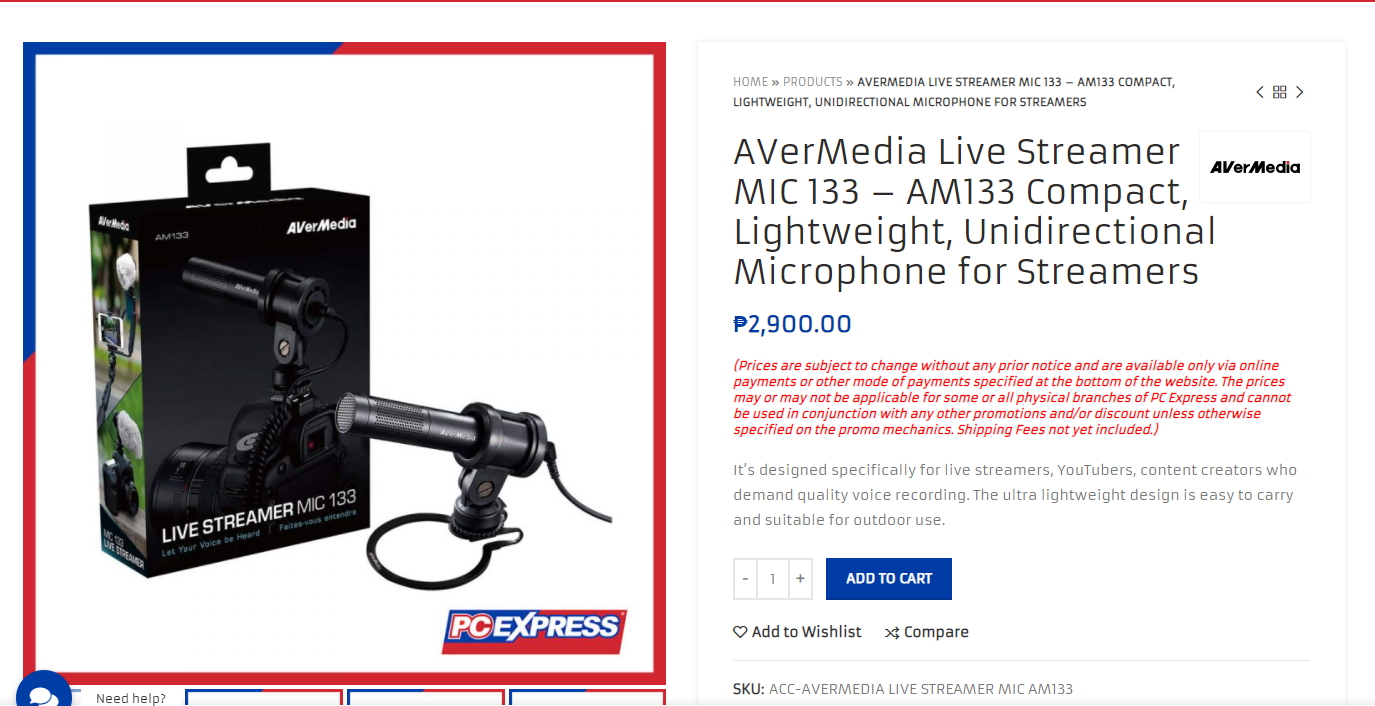 AVerMedia
AM133
AVerMedia
AVerMedia
AVerMedia
LIVE STREAMER MIC 133
Let Your Voice be Heard
Faites-vous entendre
MIC 133
LIVE STREAMER
AVerMedia
PCEXPRESS
Need help?
HOME » PRODUCTS » AVERMEDIA LIVE STREAMER MIC 133 – AM133 COMPACT,
LIGHTWEIGHT, UNIDIRECTIONAL MICROPHONE FOR STREAMERS
AVerMedia Live Streamer
MIC 133 – AM133 Compact,
Lightweight, Unidirectional
Microphone for Streamers
AVerMedia
₱2,900.00
(Prices are subject to change without any prior notice and are available only via online
payments or other mode of payments specified at the bottom of the website. The prices
may or may not be applicable for some or all physical branches of PC Express and cannot
be used in conjunction with any other promotions and/or discount unless otherwise
specified on the promo mechanics. Shipping Fees not yet included.)
It's designed specifically for live streamers, YouTubers, content creators who
demand quality voice recording. The ultra lightweight design is easy to carry
and suitable for outdoor use.
- 1 +
ADD TO CART
Add to Wishlist
Compare
SKU: ACC-AVERMEDIA LIVE STREAMER MIC AM133